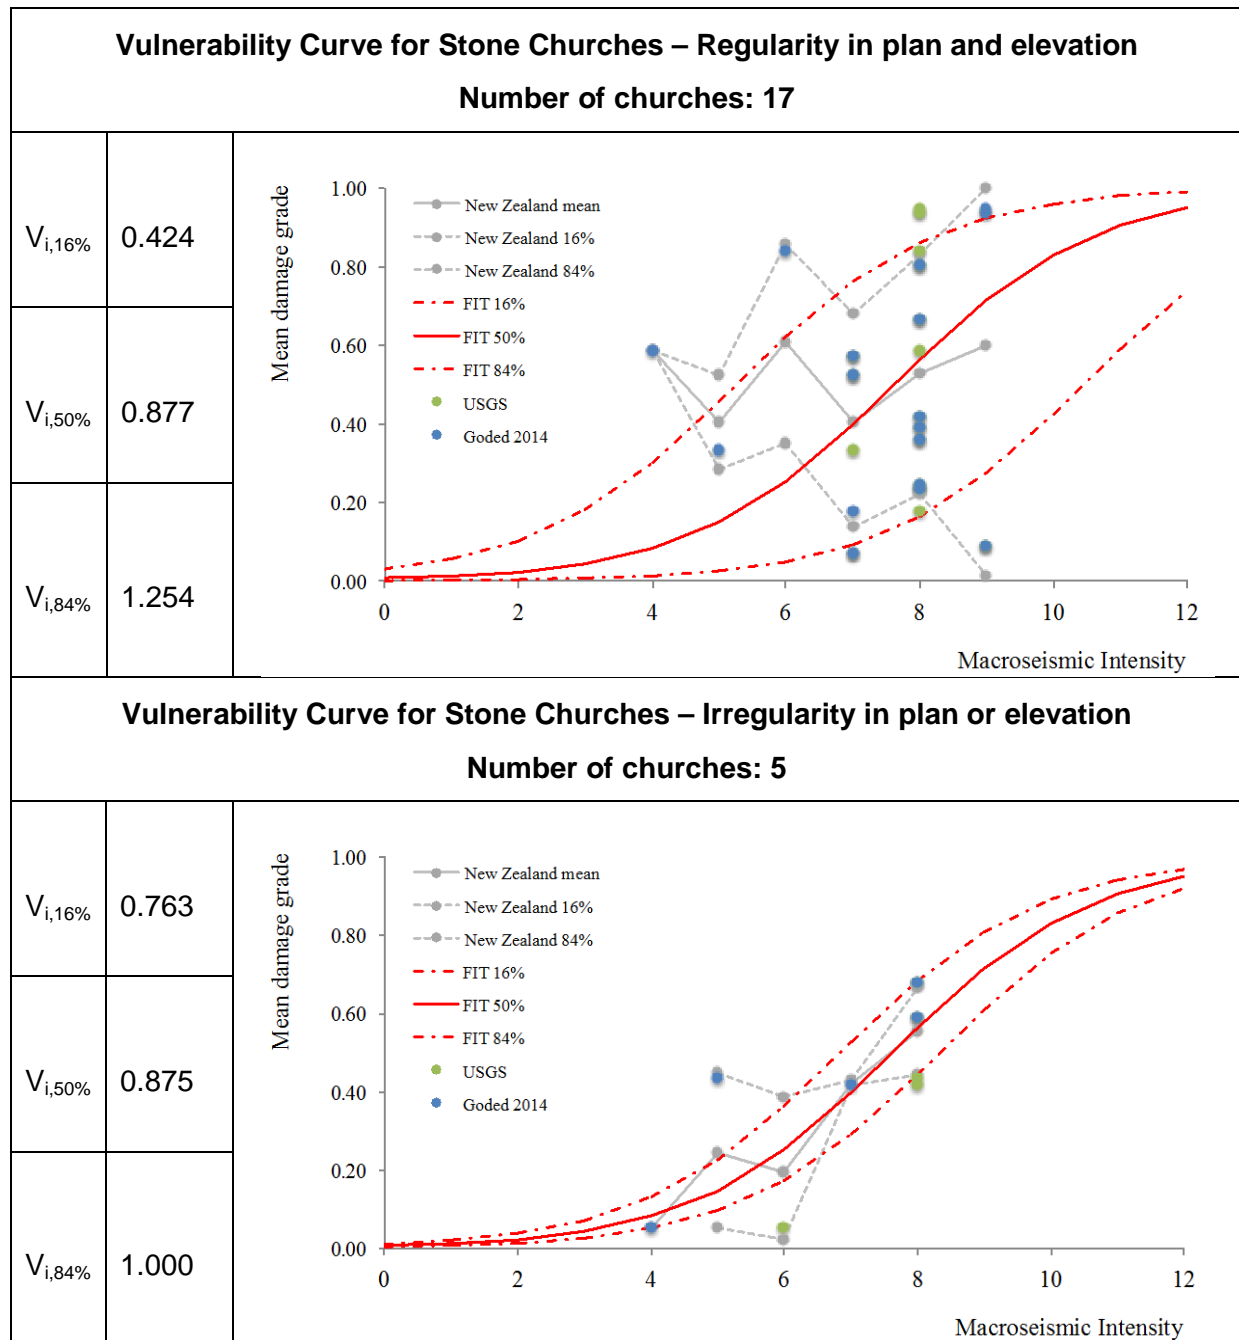 Vulnerability Curve for Stone Churches – Regularity in plan and elevation
Number of churches: 17
Vi,16% 0.424
Vi,50% 0.877
Vi,84% 1.254
Mean damage grade
1.00
0.80
0.60
0.40
0.20
0.00
New Zealand mean
New Zealand 16%
New Zealand 84%
FIT 16%
FIT 50%
FIT 84%
USGS
Goded 2014
0 2 4 6 8 10 12
Macroseismic Intensity
Vulnerability Curve for Stone Churches – Irregularity in plan or elevation
Number of churches: 5
Vi,16% 0.763
Vi,50% 0.875
Vi,84% 1.000
Mean damage grade
1.00
0.80
0.60
0.40
0.20
0.00
New Zealand mean
New Zealand 16%
New Zealand 84%
FIT 16%
FIT 50%
FIT 84%
USGS
Goded 2014
0 2 4 6 8 10 12
Macroseismic Intensity